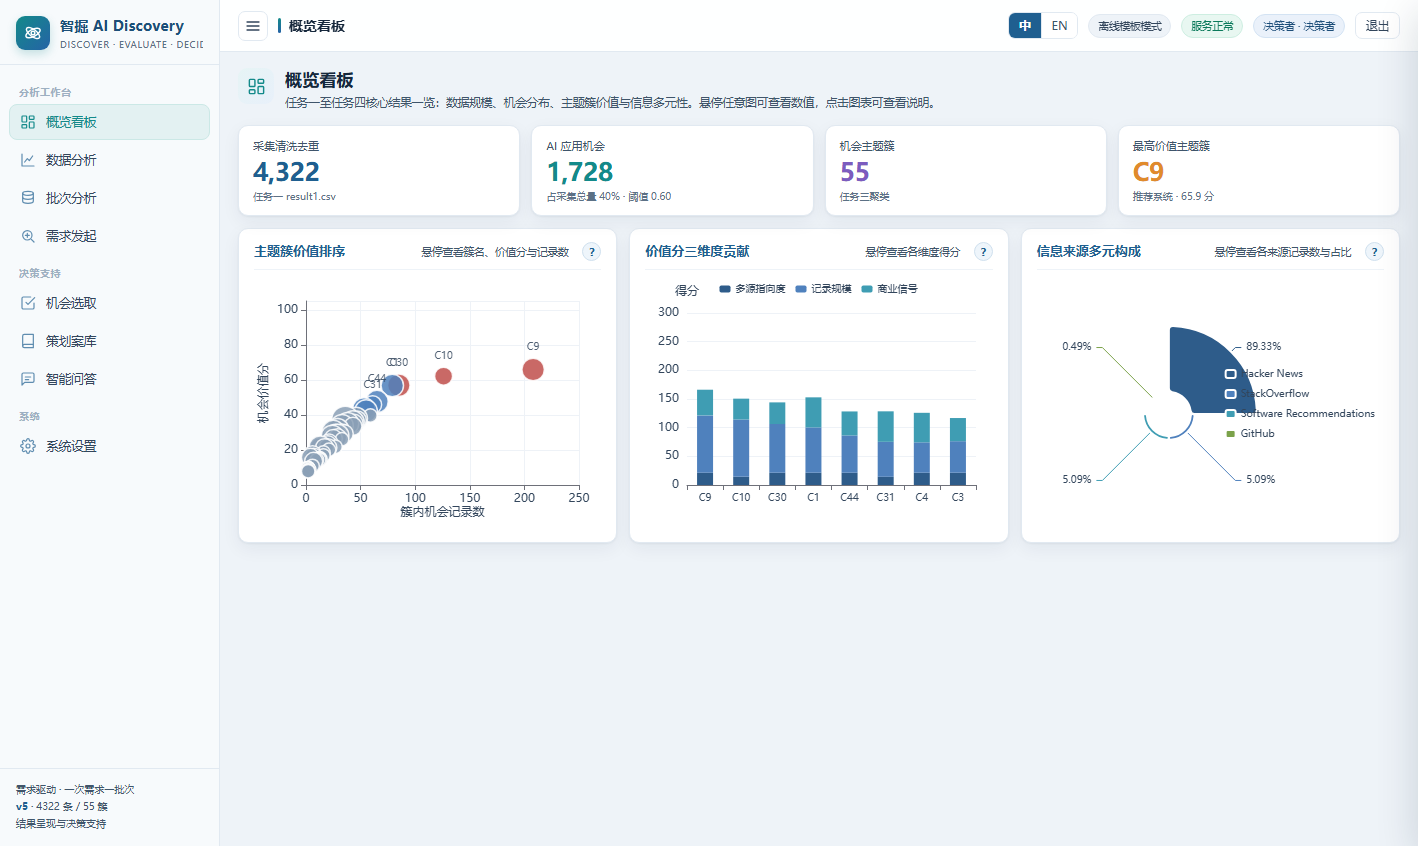 智掘 AI Discovery
DISCOVER · EVALUATE · DECID
分析工作台
概览看板
数据分析
批次分析
需求发起
决策支持
机会选取
策划案库
智能问答
系统
系统设置
需求驱动 · 一次需求一批次
v5 · 4322 条 / 55 簇
结果呈现与决策支持
概览看板
中 EN 离线模板模式 服务正常 决策者 · 决策者 退出
概览看板
任务一至任务四核心结果一览：数据规模、机会分布、主题簇价值与信息多元性。悬停任意图可查看数值，点击图表可查看说明。
采集清洗去重
4,322
任务一 result1.csv
AI 应用机会
1,728
占采集总量 40% · 阈值 0.60
机会主题簇
55
任务三聚类
最高价值主题簇
C9
推荐系统 · 65.9 分
主题簇价值排序 悬停查看簇名、价值分与记录数 ?
机会价值分
100
80
60
40
20
0
C9
C10
C30
C44
C31
0 50 100 150 200 250
簇内机会记录数
价值分三维度贡献 悬停查看各维度得分 ?
得分 多源指向度 记录规模 商业信号
300
250
200
150
100
50
0
C9 C10 C30 C1 C44 C31 C4 C3
信息来源多元构成 悬停查看各来源记录数与占比 ?
0.49% 89.33%
Hacker News
StackOverflow
Software Recommendations
GitHub
5.09% 5.09%